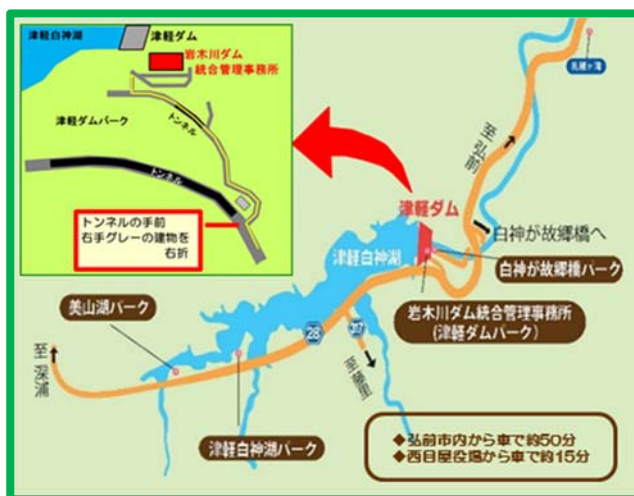 津軽白神湖
津軽ダム
岩木川ダム
統合管理事務所
津軽ダムパーク
トンネル
トンネル
トンネルの手前
右手グレーの建物を
右折
至弘前
津軽ダム
白神が故郷橋へ
津軽白神湖
白神が故郷橋パーク
美山湖パーク
岩木川ダム統合管理事務所
(津軽ダムパーク)
28
317
至深浦
至藤里
津軽白神湖パーク
◆弘前市内から車で約50分
◆西目屋役場から車で約15分